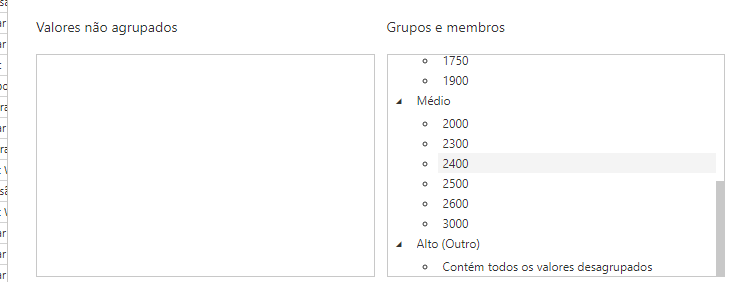 Valores não agrupados
Grupos e membros
1750
1900
Médio
2000
2300
2400
2500
2600
3000
Alto (Outro)
Contém todos os valores desagrupados